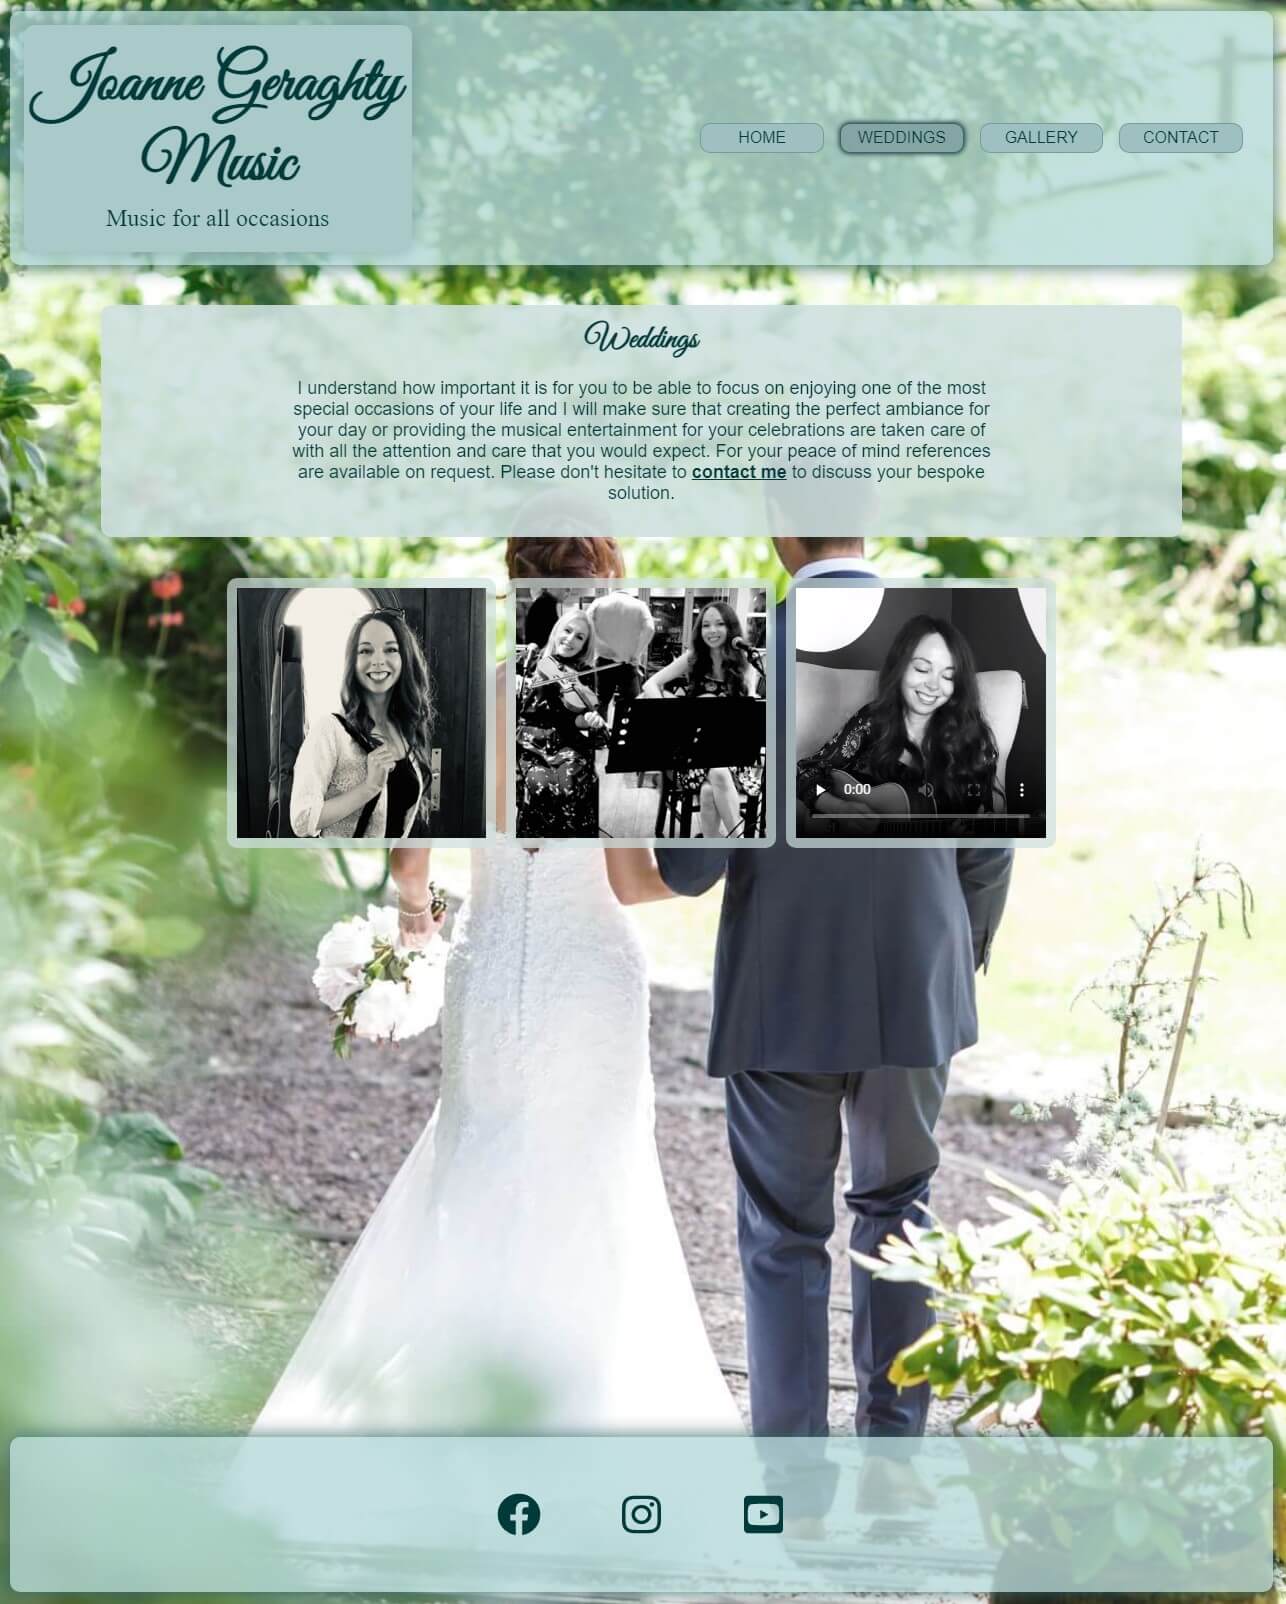 Joanne Geraghty
Music
Music for all occasions
HOME
WEDDINGS
GALLERY
CONTACT
Weddings
I understand how important it is for you to be able to focus on enjoying one of the most
special occasions of your life and I will make sure that creating the perfect ambiance for
your day or providing the musical entertainment for your celebrations are taken care of
with all the attention and care that you would expect. For your peace of mind references
are available on request. Please don't hesitate to contact me to discuss your bespoke
solution.
0:00